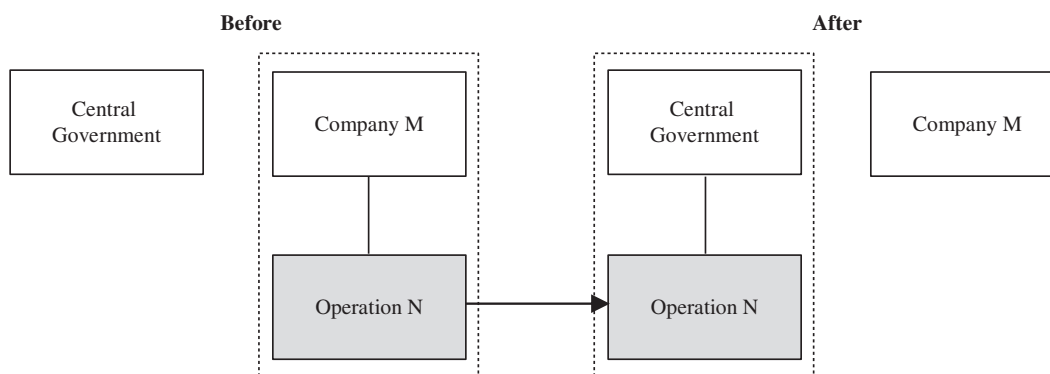 Before
After
Central
Government
Company M
Central
Government
Company M
Operation N
Operation N